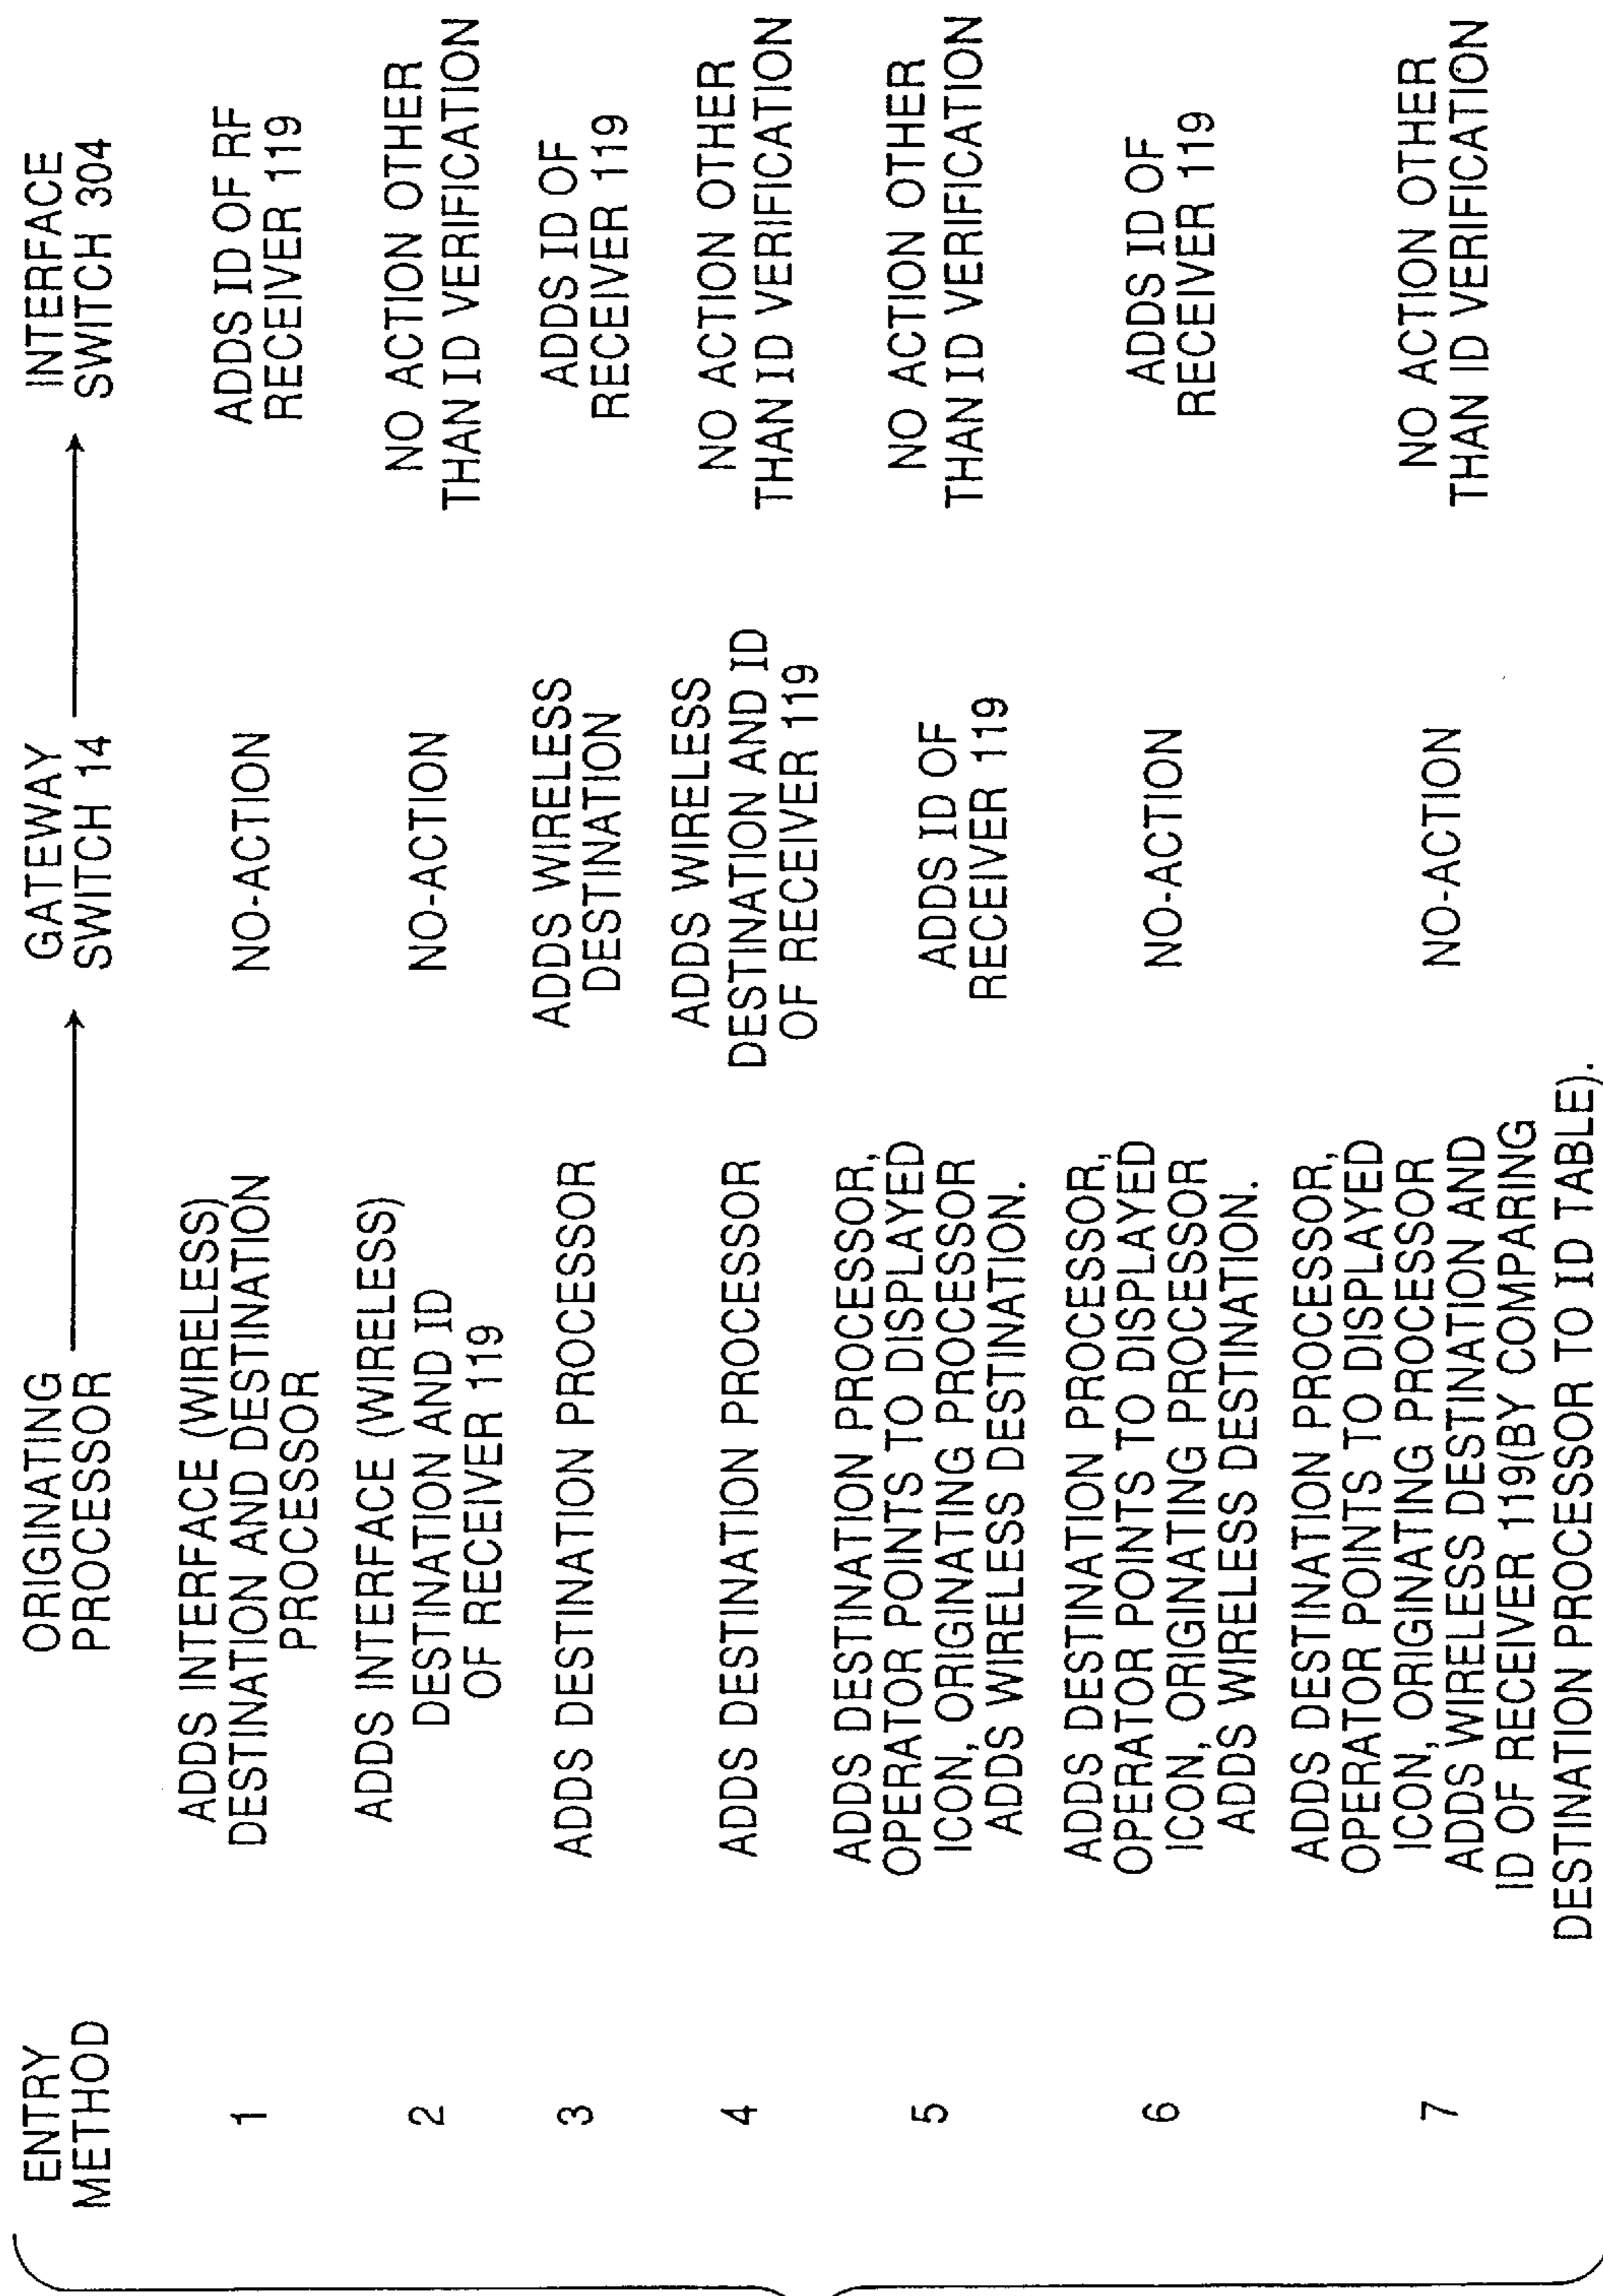 ENTRY
METHOD
ORIGINATING
PROCESSOR
GATEWAY
SWITCH 14
INTERFACE
SWITCH 304
1
ADDS INTERFACE (WIRELESS)
DESTINATION AND DESTINATION
PROCESSOR
NO-ACTION
ADDS ID OF RF
RECEIVER 119
2
ADDS INTERFACE (WIRELESS)
DESTINATION AND ID
OF RECEIVER 119
NO-ACTION
NO ACTION OTHER
THAN ID VERIFICATION
3
ADDS DESTINATION PROCESSOR
ADDS WIRELESS
DESTINATION
ADDS ID OF
RECEIVER 119
4
ADDS DESTINATION PROCESSOR
ADDS WIRELESS
DESTINATION AND ID
OF RECEIVER 119
NO ACTION OTHER
THAN ID VERIFICATION
5
ADDS DESTINATION PROCESSOR,
OPERATOR POINTS TO DISPLAYED
ICON, ORIGINATING PROCESSOR
ADDS WIRELESS DESTINATION.
ADDS ID OF
RECEIVER 119
NO ACTION OTHER
THAN ID VERIFICATION
6
ADDS DESTINATION PROCESSOR,
OPERATOR POINTS TO DISPLAYED
ICON, ORIGINATING PROCESSOR
ADDS WIRELESS DESTINATION.
NO-ACTION
ADDS ID OF
RECEIVER 119
7
ADDS DESTINATION PROCESSOR,
OPERATOR POINTS TO DISPLAYED
ICON, ORIGINATING PROCESSOR
ADDS WIRELESS DESTINATION AND
ID OF RECEIVER 119(BY COMPARING
DESTINATION PROCESSOR TO ID TABLE).
NO-ACTION
NO ACTION OTHER
THAN ID VERIFICATION